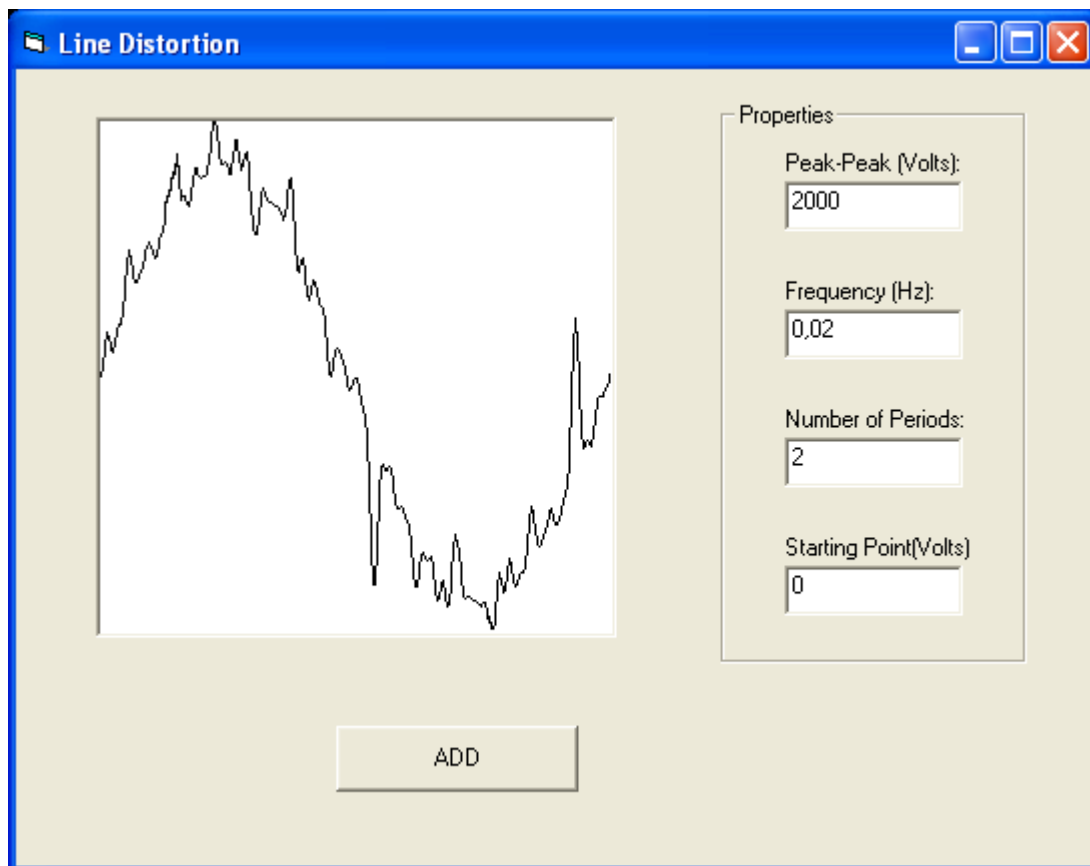 Line Distortion
Properties
Peak-Peak (Volts):
2000
Frequency (Hz):
0,02
Number of Periods:
2
Starting Point(Volts)
0
ADD